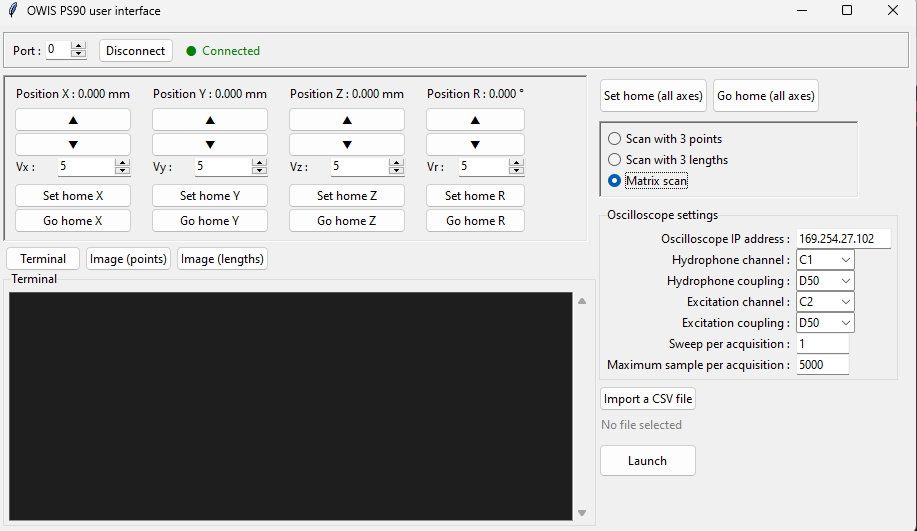 OWIS PS90 user interface
Port : 0 Disconnect Connected
Position X : 0.000 mm Position Y : 0.000 mm Position Z : 0.000 mm Position R : 0.000 °
Vx : 5 Vy : 5 Vz : 5 Vr : 5
Set home X Set home Y Set home Z Set home R
Go home X Go home Y Go home Z Go home R
Set home (all axes) Go home (all axes)
Scan with 3 points
Scan with 3 lengths
Matrix scan
Oscilloscope settings
Oscilloscope IP address : 169.254.27.102
Hydrophone channel : C1
Hydrophone coupling : D50
Excitation channel : C2
Excitation coupling : D50
Sweep per acquisition : 1
Maximum sample per acquisition : 5000
Import a CSV file
No file selected
Launch
Terminal Image (points) Image (lengths)
Terminal